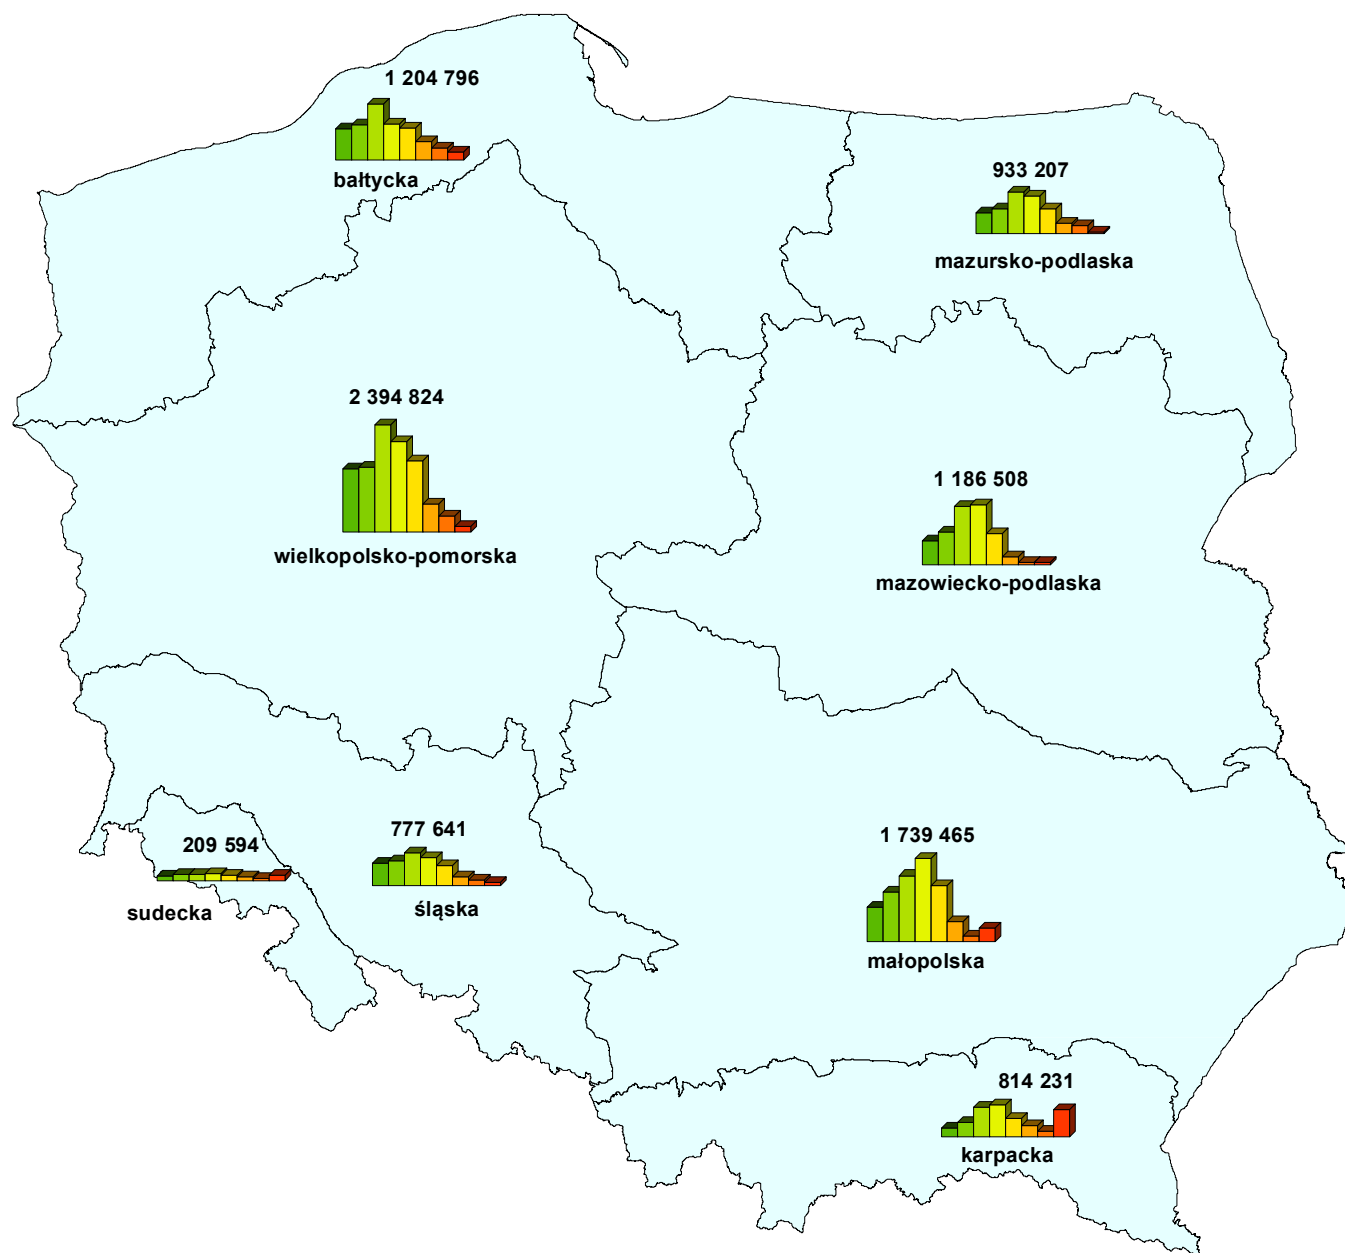 1 204 796
bałtycka
933 207
mazursko-podlaska
2 394 824
wielkopolsko-pomorska
1 186 508
mazowiecko-podlaska
209 594
sudecka
777 641
śląska
1 739 465
małopolska
814 231
karpacka